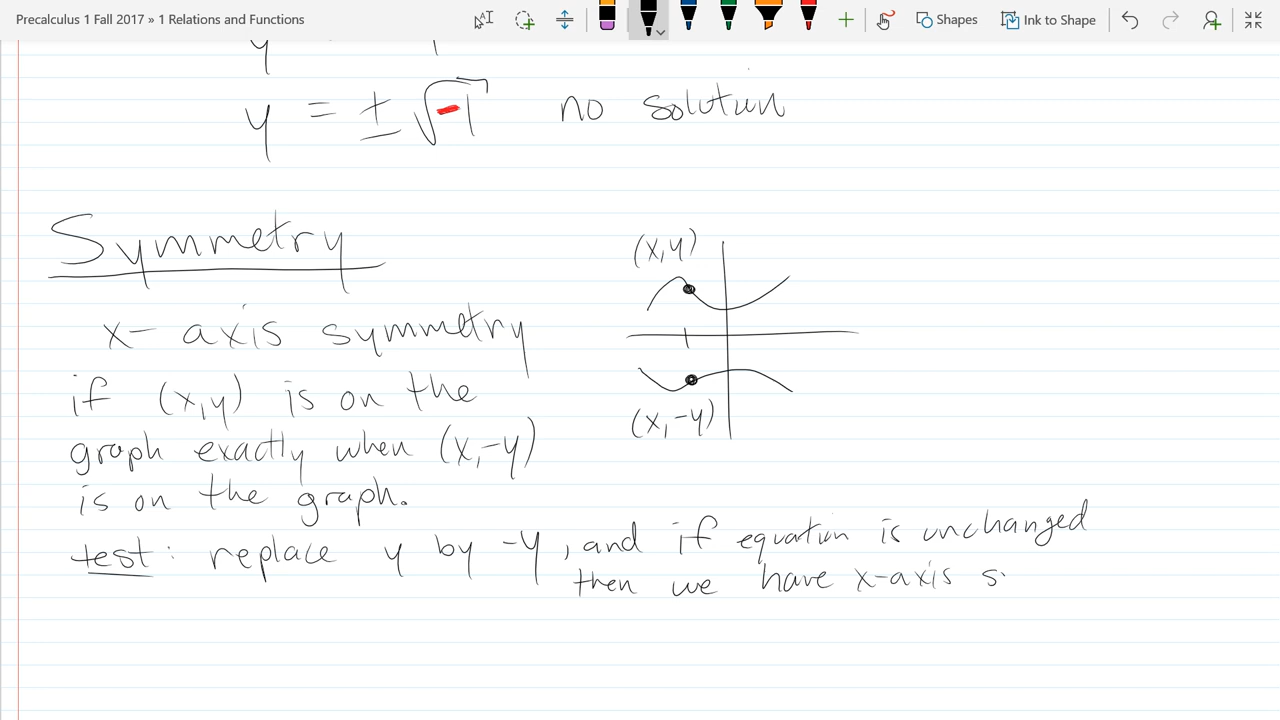 Precalculus 1 Fall 2017 » 1 Relations and Functions
Shapes
Ink to Shape
y = ± √-1 no solution
Symmetry
(x,y)
x- axis symmetry
if (x,y) is on the
(x,-y)
graph exactly when (x,-y)
is on the graph.
test: replace y by -y, and if equation is unchanged
then we have x-axis s